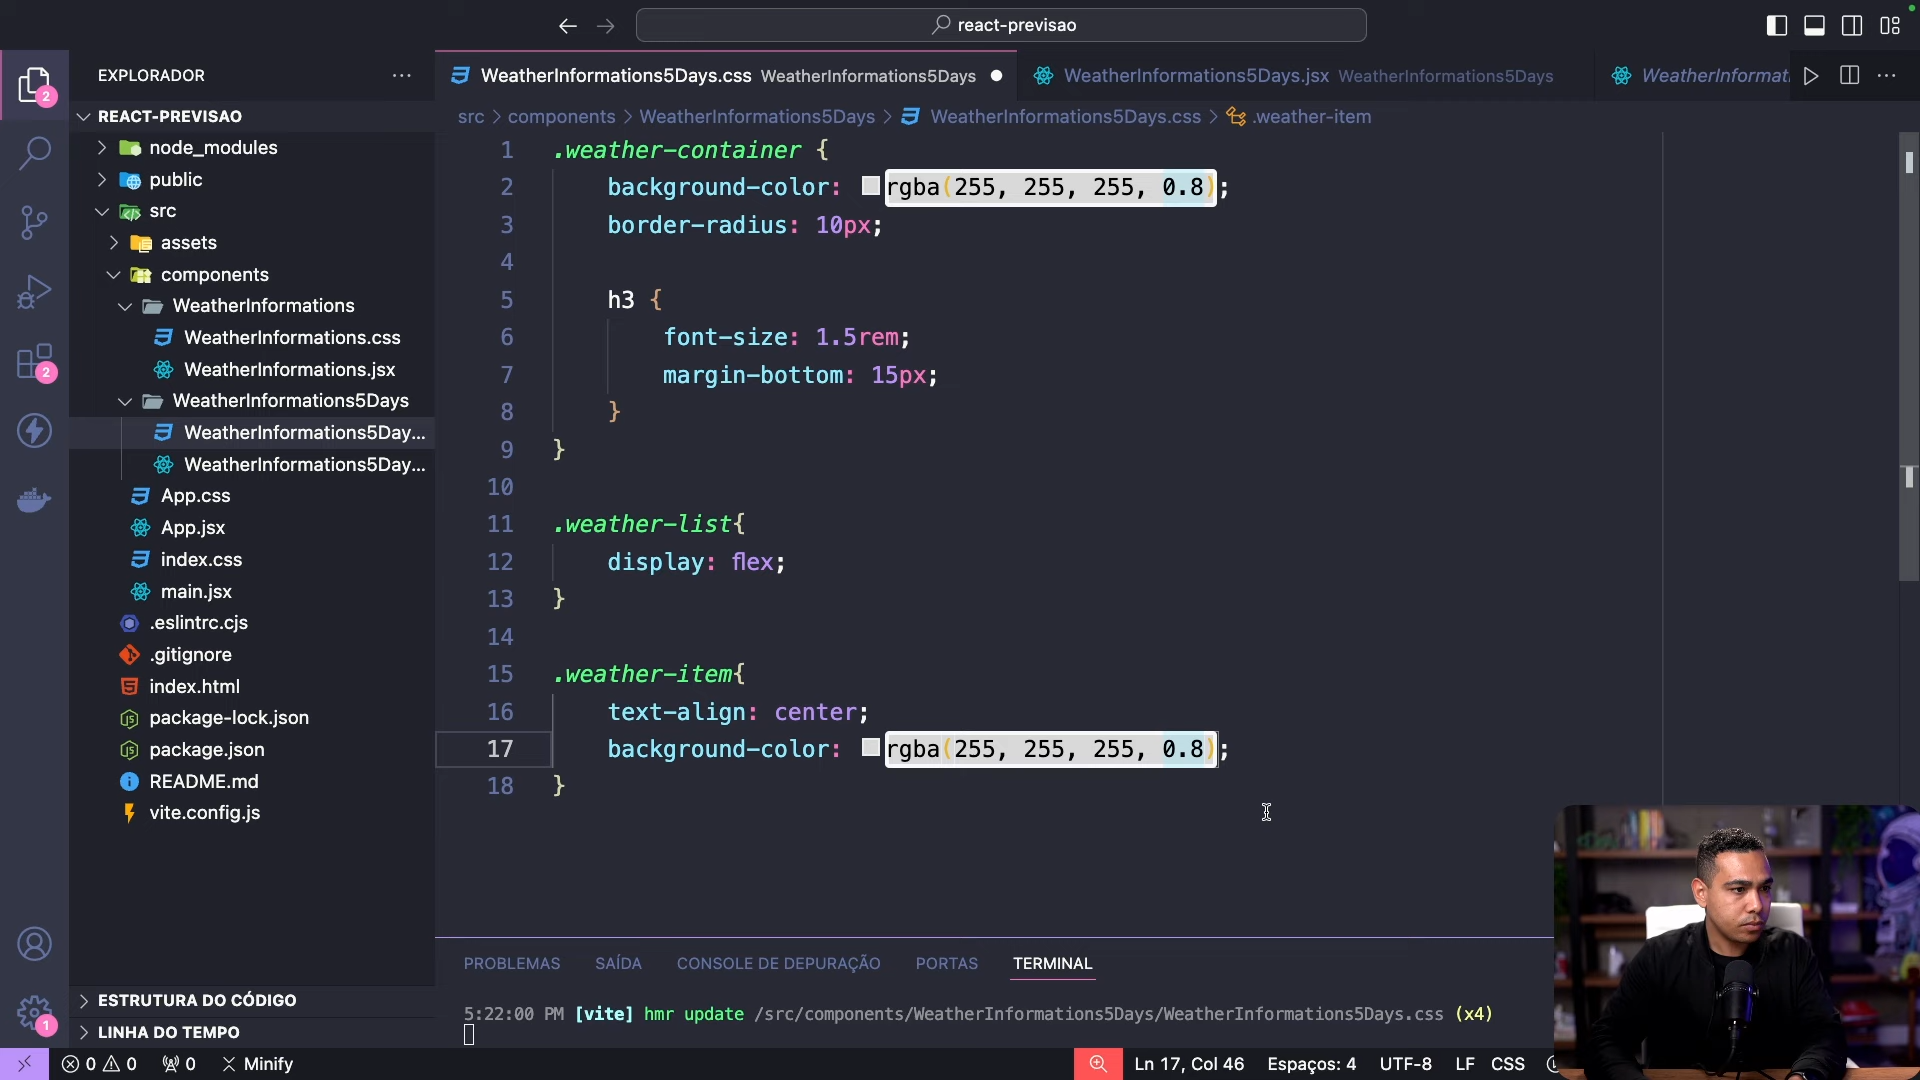 react-previsao
EXPLORADOR
WeatherInformations5Days.css WeatherInformations5Days
WeatherInformations5Days.jsx WeatherInformations5Days
WeatherInformat
2
REACT-PREVISAO
src > components > WeatherInformations5Days > WeatherInformations5Days.css > .weather-item
node_modules
public
src
assets
components
WeatherInformations
WeatherInformations.css
WeatherInformations.jsx
WeatherInformations5Days
WeatherInformations5Day...
WeatherInformations5Day...
App.css
App.jsx
index.css
main.jsx
.eslintrc.cjs
.gitignore
index.html
package-lock.json
package.json
README.md
vite.config.js
2
1 .weather-container {
2 background-color: rgba(255, 255, 255, 0.8);
3 border-radius: 10px;
4
5 h3 {
6 font-size: 1.5rem;
7 margin-bottom: 15px;
8 }
9 }
10
11 .weather-list{
12 display: flex;
13 }
14
15 .weather-item{
16 text-align: center;
17 background-color: rgba(255, 255, 255, 0.8);
18 }
PROBLEMAS SAÍDA CONSOLE DE DEPURAÇÃO PORTAS TERMINAL
5:22:00 PM [vite] hmr update /src/components/WeatherInformations5Days/WeatherInformations5Days.css (x4)
ESTRUTURA DO CÓDIGO
LINHA DO TEMPO
1
0 0 0 Minify
Ln 17, Col 46 Espaços: 4 UTF-8 LF CSS